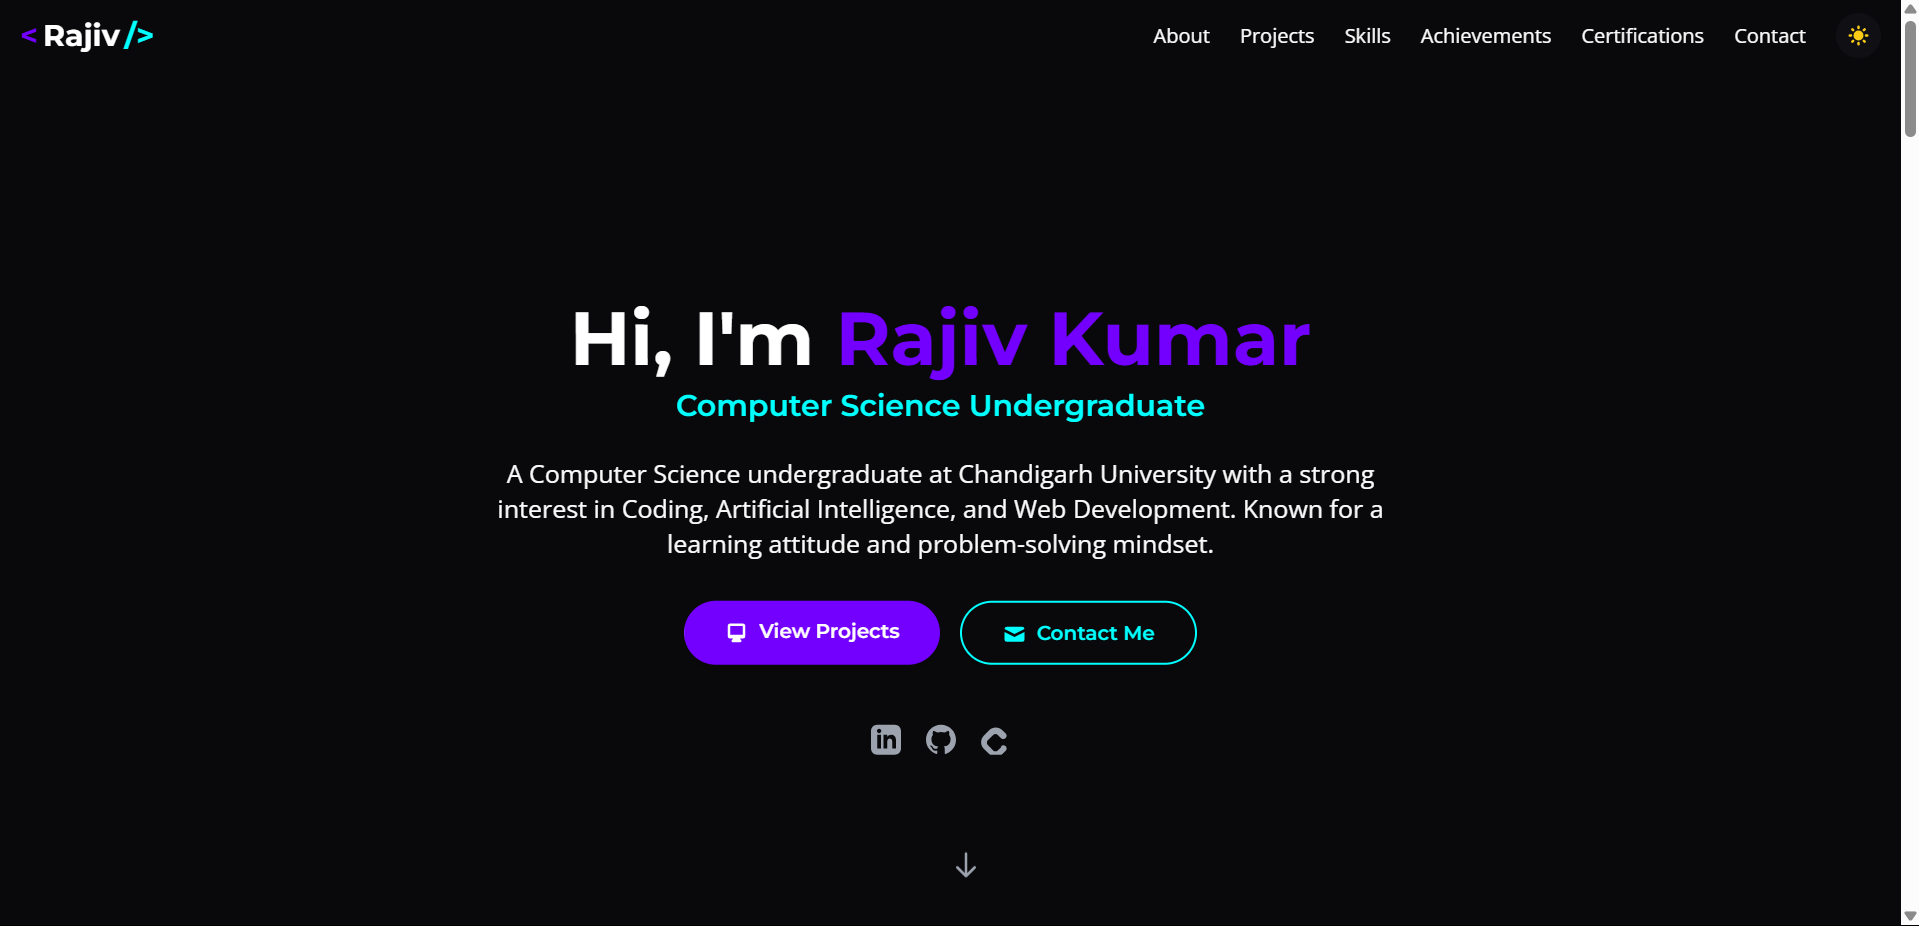 < Rajiv />
About Projects Skills Achievements Certifications Contact
Hi, I'm Rajiv Kumar
Computer Science Undergraduate
A Computer Science undergraduate at Chandigarh University with a strong
interest in Coding, Artificial Intelligence, and Web Development. Known for a
learning attitude and problem-solving mindset.
View Projects
Contact Me